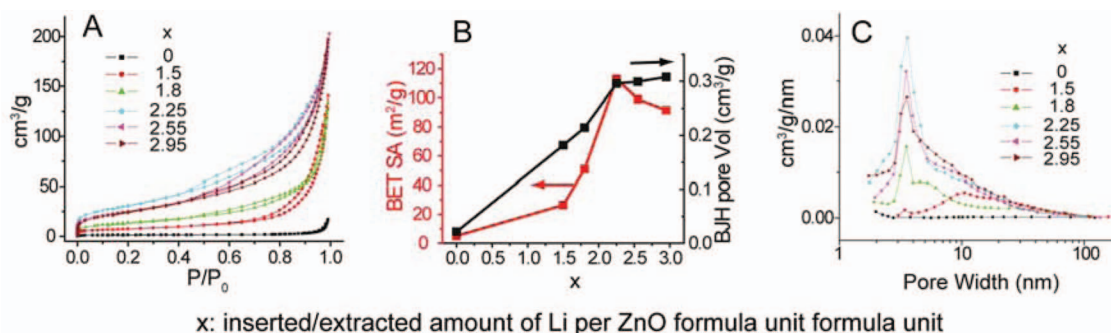 A
x
0
1.5
1.8
2.25
2.55
2.95
cm³/g
200
150
100
50
0
0.0 0.2 0.4 0.6 0.8 1.0
P/P₀
B
BET SA (m²/g)
120
100
80
60
40
20
0
0.0 0.5 1.0 1.5 2.0 2.5 3.0
x
0.3
0.2
0.1
0.0
BJH pore Vol (cm³/g)
C
x
0
1.5
1.8
2.25
2.55
2.95
cm³/g/nm
0.04
0.02
0.00
1 10 100
Pore Width (nm)
x: inserted/extracted amount of Li per ZnO formula unit formula unit